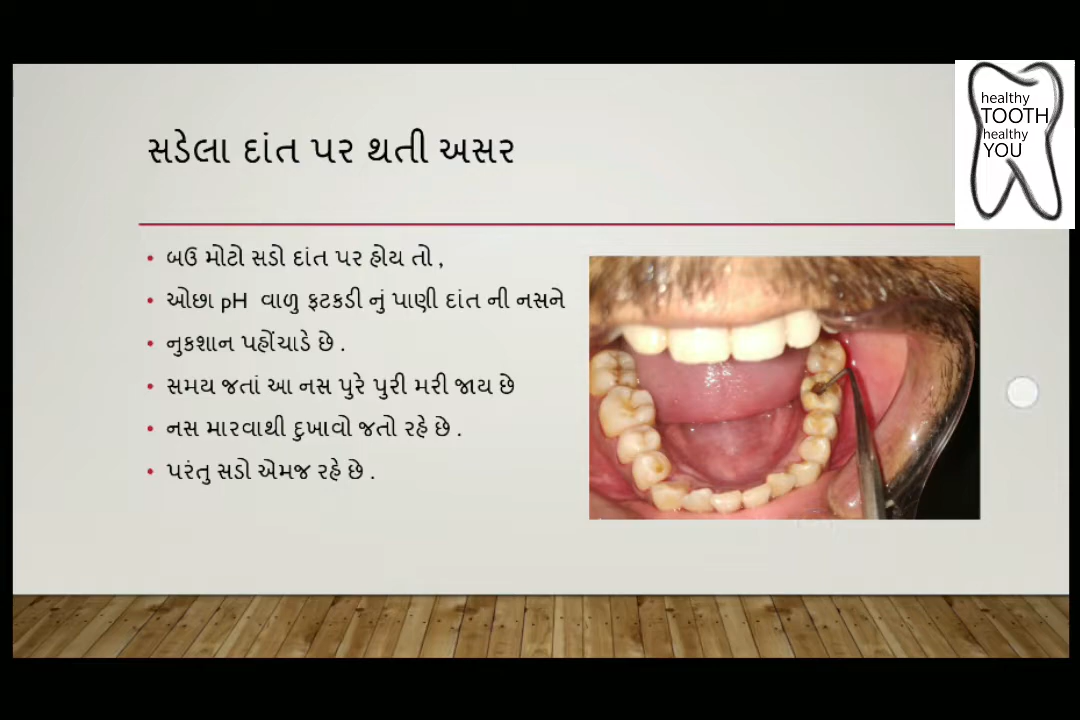 સડેલા દાંત પર થતી અસર
healthy
TOOTH
healthy
YOU
• બઉ મોટો સડો દાંત પર હોય તો ,
• ઓછા pH વાળુ ફટકડી નું પાણી દાંત ની નસને
• નુકશાન પહોંચાડે છે .
• સમય જતાં આ નસ પુરે પુરી મરી જાય છે
• નસ મારવાથી દુખાવો જતો રહે છે .
• પરંતુ સડો એમજ રહે છે .